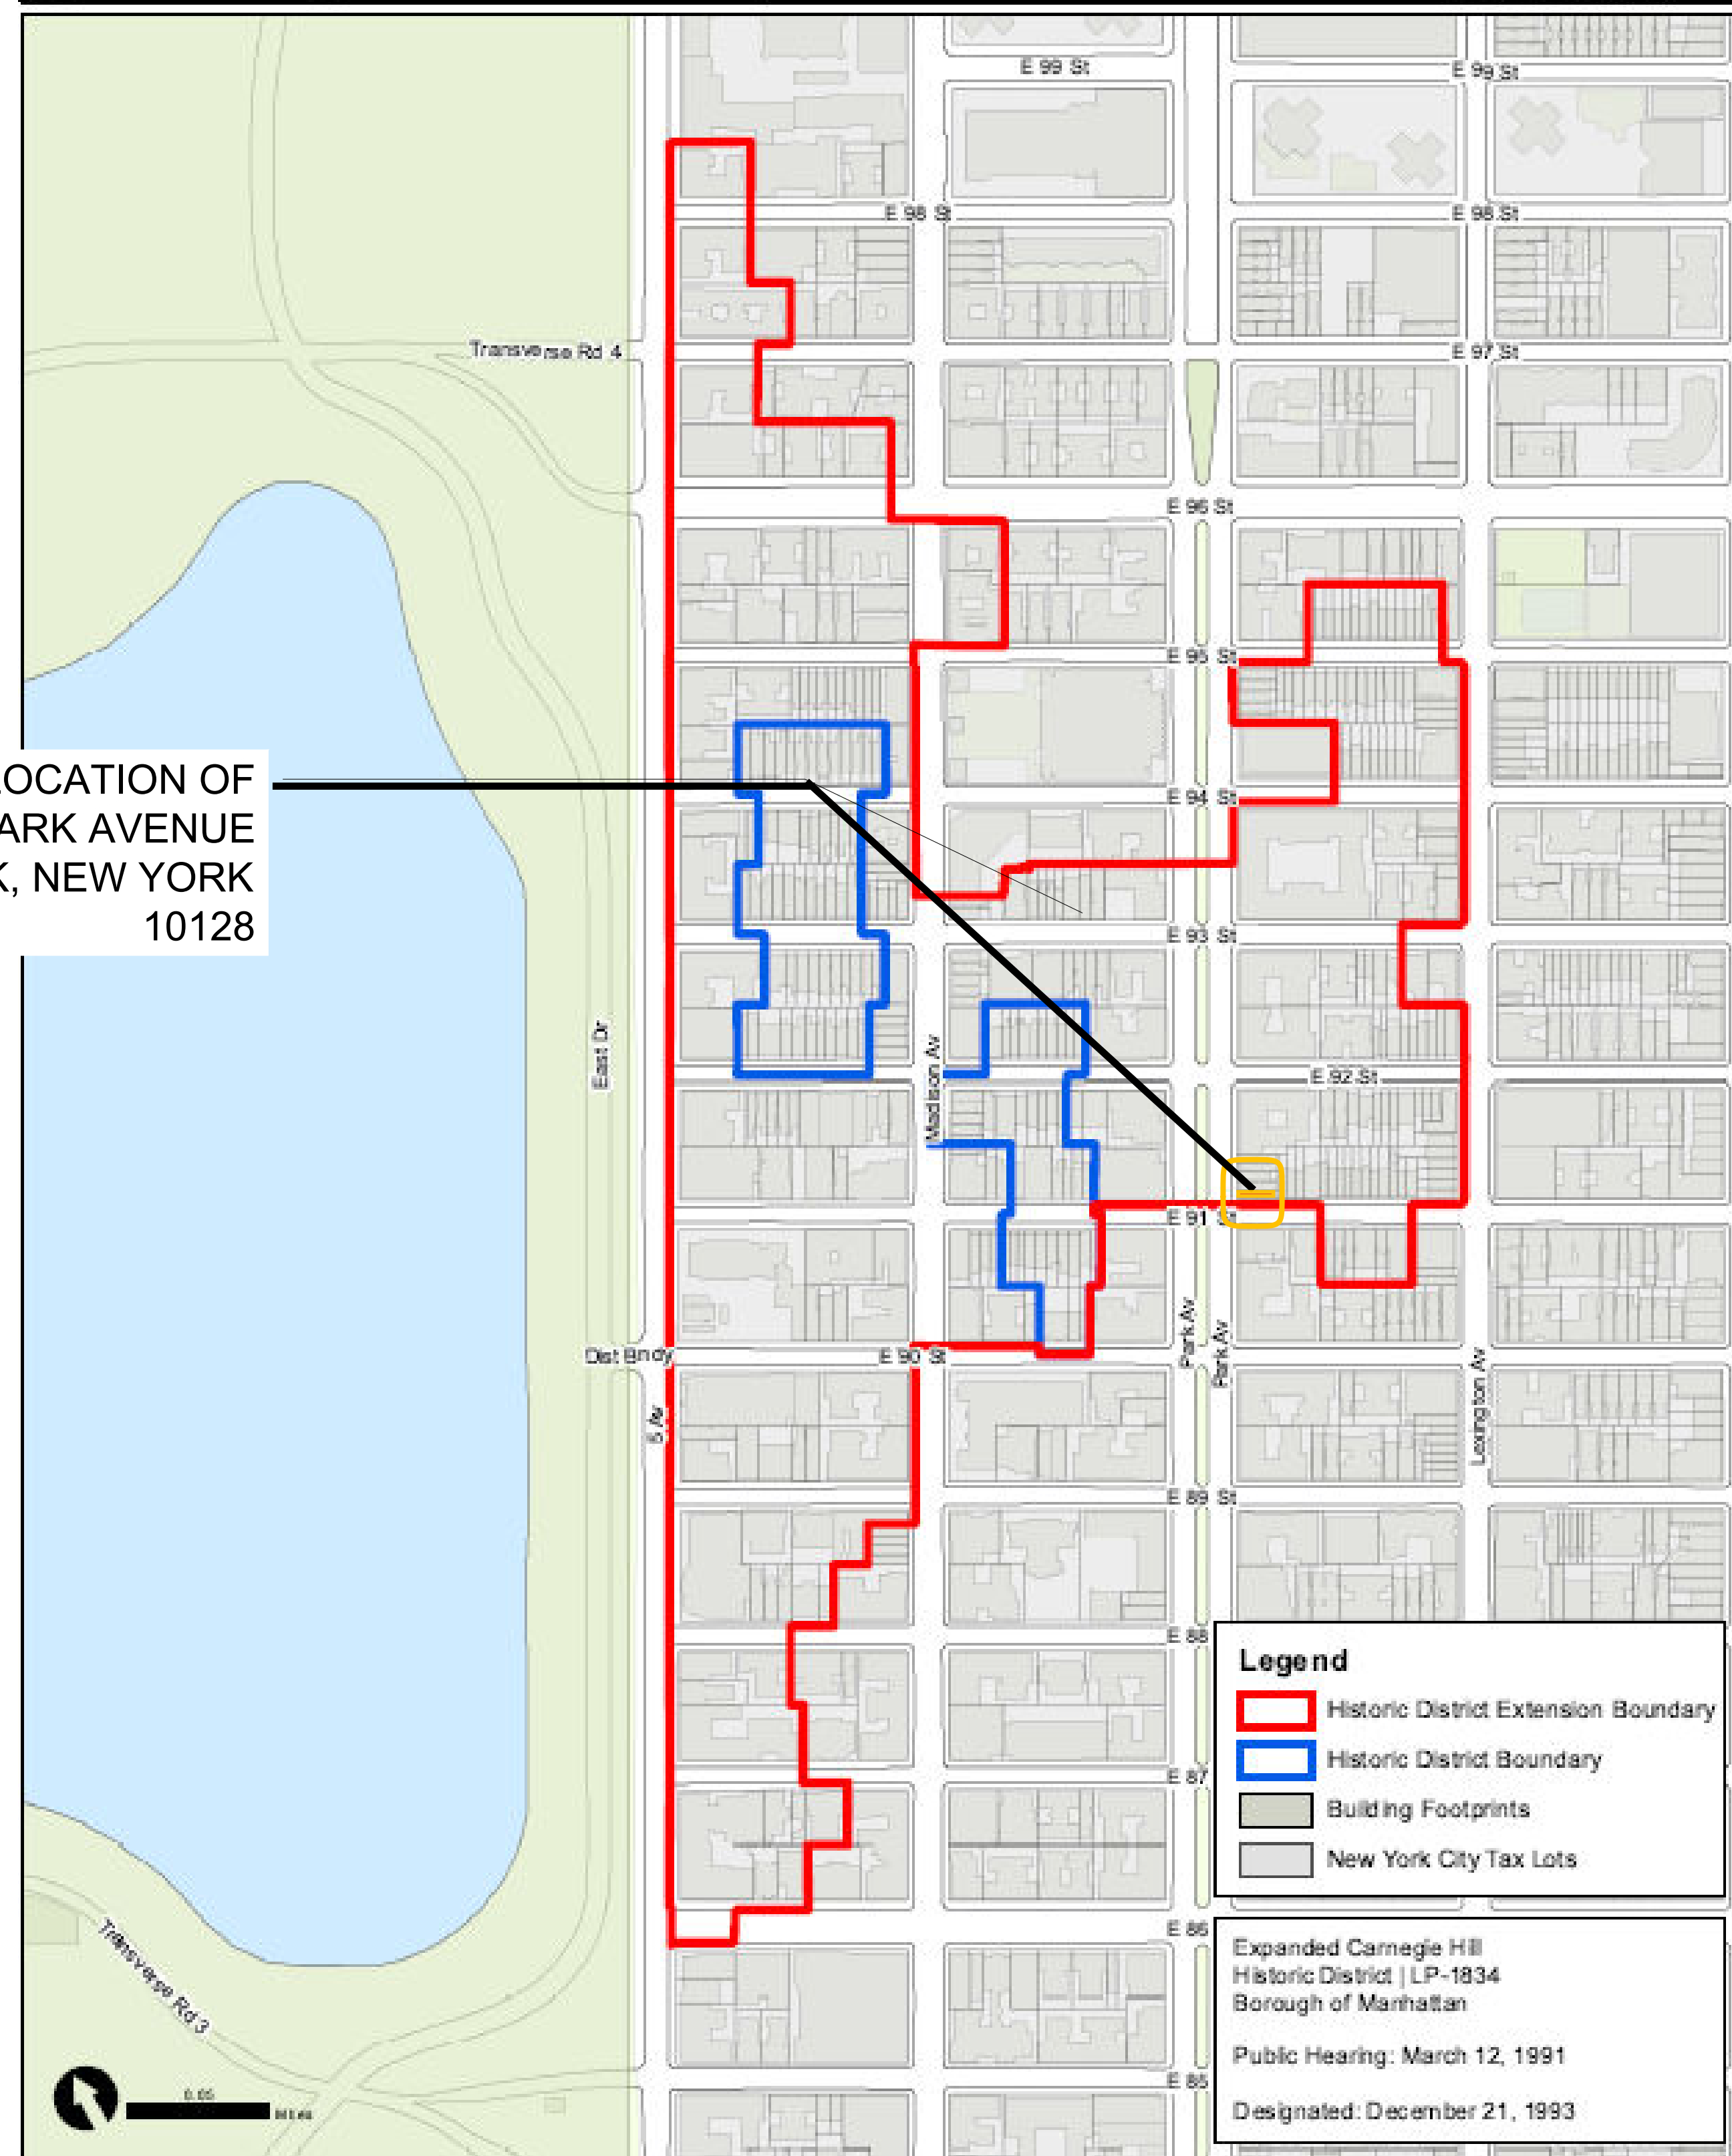 E 99 St
E 99 St
E 98 St
E 98 St
Transverse Rd 4
E 97 St
E 96 St
E 95 St
OCATION OF
ARK AVENUE
, NEW YORK
10128
E 94 St
E 93 St
East Dr
Madison Av
E 92 St
E 91 St
Park Av
Park Av
Dist Bndy
E 90 St
5 Av
Lexington Av
E 89 St
E 88
E 87
E 86
E 85
Transverse Rd 3
0.05
Miles
Legend
Historic District Extension Boundary
Historic District Boundary
Building Footprints
New York City Tax Lots
Expanded Carnegie Hill
Historic District | LP-1834
Borough of Manhattan
Public Hearing: March 12, 1991
Designated: December 21, 1993